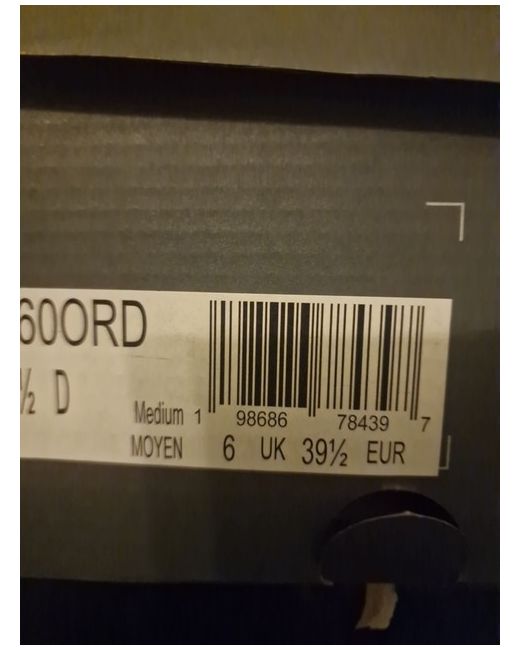 60ORD
½ D
Medium 1 98686 78439 7
MOYEN 6 UK 39½ EUR